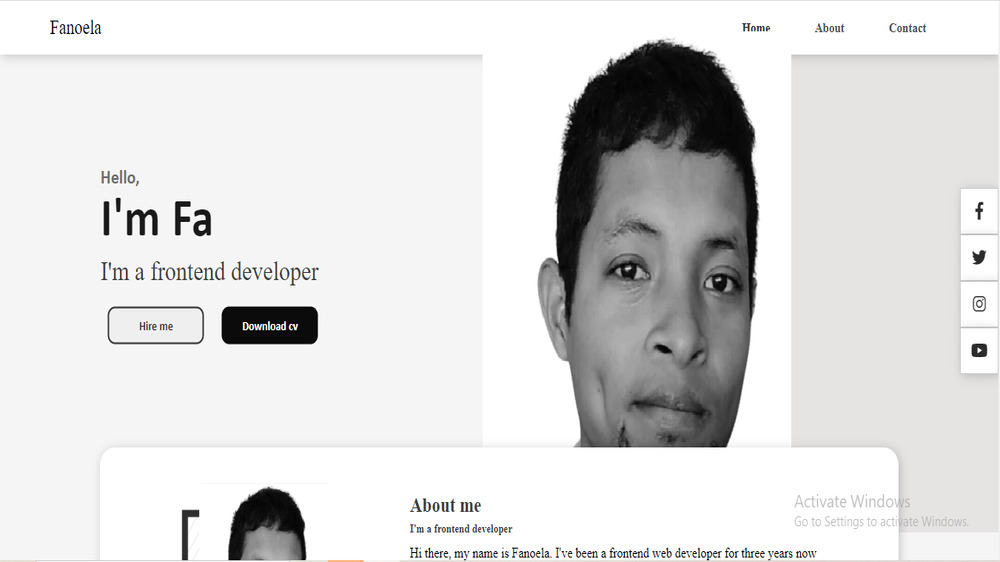 Fanoela
Home About Contact
Hello,
I'm Fa
I'm a frontend developer
Hire me Download cv
About me
I'm a frontend developer
Hi there, my name is Fanoela. I've been a frontend web developer for three years now
Activate Windows
Go to Settings to activate Windows.